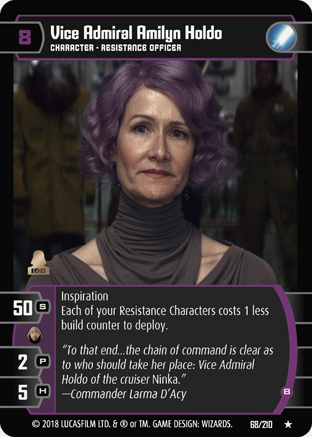 8 Vice Admiral Amilyn Holdo
CHARACTER - RESISTANCE OFFICER
IDC
50 S
2 P
5 H
Inspiration
Each of your Resistance Characters costs 1 less
build counter to deploy.
“To that end...the chain of command is clear as
to who should take her place: Vice Admiral
Holdo of the cruiser Ninka.”
—Commander Larma D’Acy
B
© 2018 LUCASFILM LTD. & ® or TM. GAME DESIGN: WIZARDS. 68/210 ★